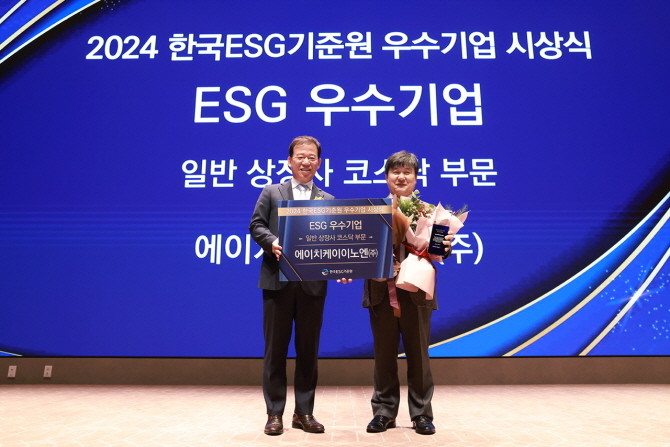 2024 한국ESG기준원 우수기업 시상식
ESG 우수기업
일반 상장사 코스닥 부문
에이 (주)
2024 한국ESG기준원 우수기업 시상식
ESG 우수기업
일반 상장사 코스닥 부문
에이치케이이노엔(주)
한국ESG기준원